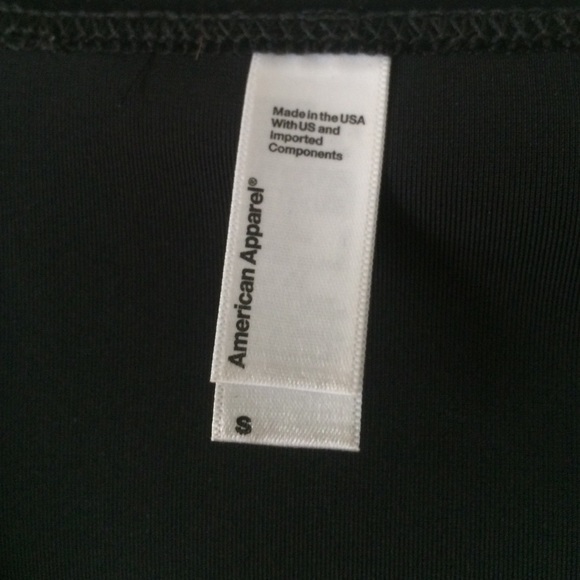 Made in the USA
With US and
Imported
Components
American Apparel®
S